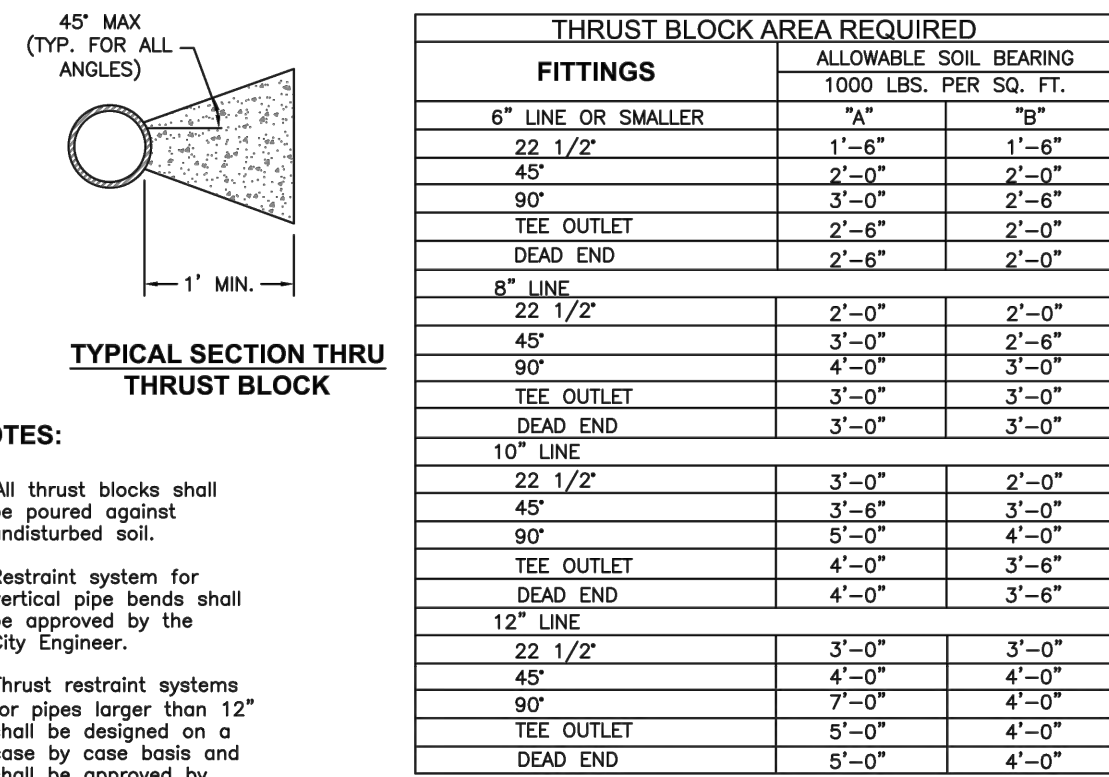 45° MAX
(TYP. FOR ALL
ANGLES)
1' MIN.
TYPICAL SECTION THRU
THRUST BLOCK
OTES:
All thrust blocks shall
be poured against
undisturbed soil.
Restraint system for
vertical pipe bends shall
be approved by the
City Engineer.
Thrust restraint systems
for pipes larger than 12"
shall be designed on a
case by case basis and
shall be approved by
THRUST BLOCK AREA REQUIRED
FITTINGS
ALLOWABLE SOIL BEARING
1000 LBS. PER SQ. FT.
6" LINE OR SMALLER "A" "B"
22 1/2° 1'-6" 1'-6"
45° 2'-0" 2'-0"
90° 3'-0" 2'-6"
TEE OUTLET 2'-6" 2'-0"
DEAD END 2'-6" 2'-0"
8" LINE
22 1/2° 2'-0" 2'-0"
45° 3'-0" 2'-6"
90° 4'-0" 3'-0"
TEE OUTLET 3'-0" 3'-0"
DEAD END 3'-0" 3'-0"
10" LINE
22 1/2° 3'-0" 2'-0"
45° 3'-6" 3'-0"
90° 5'-0" 4'-0"
TEE OUTLET 4'-0" 3'-6"
DEAD END 4'-0" 3'-6"
12" LINE
22 1/2° 3'-0" 3'-0"
45° 4'-0" 4'-0"
90° 7'-0" 4'-0"
TEE OUTLET 5'-0" 4'-0"
DEAD END 5'-0" 4'-0"